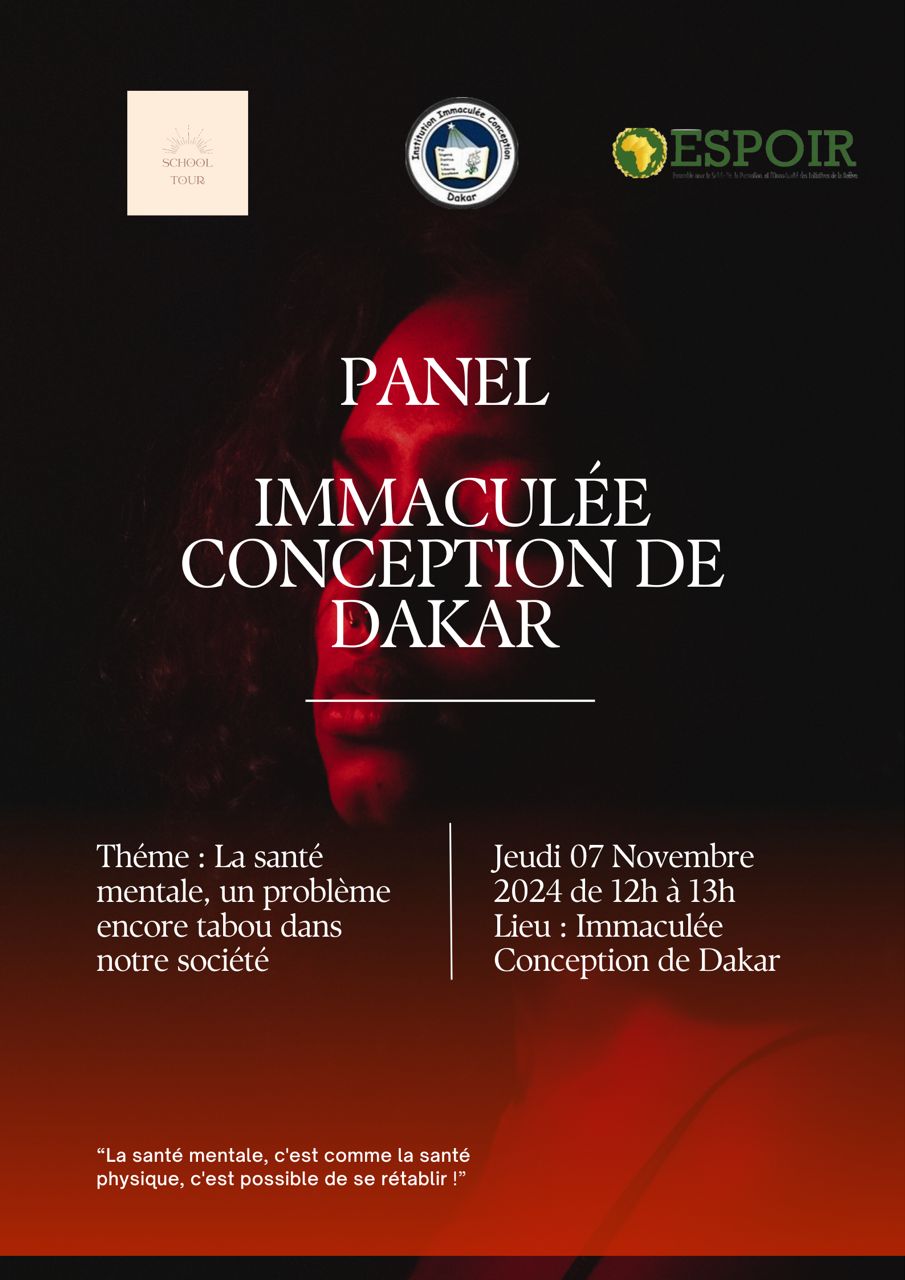 SCHOOL
TOUR
Institution Immaculée Conception
Dakar
ESPOIR
PANEL
IMMACULÉE
CONCEPTION DE
DAKAR
Théme : La santé
mentale, un problème
encore tabou dans
notre société
Jeudi 07 Novembre
2024 de 12h à 13h
Lieu : Immaculée
Conception de Dakar
“La santé mentale, c'est comme la santé
physique, c'est possible de se rétablir !”